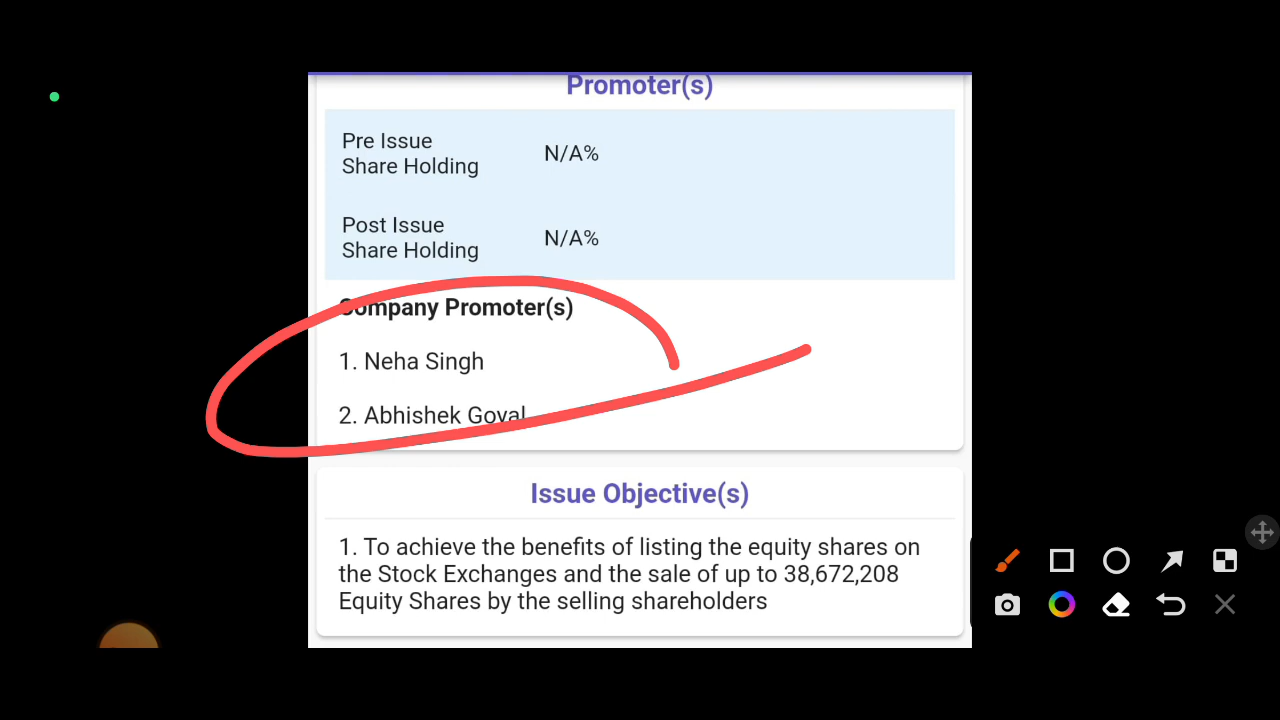 Promoter(s)
Pre Issue
Share Holding
N/A%
Post Issue
Share Holding
N/A%
Company Promoter(s)
1. Neha Singh
2. Abhishek Goyal
Issue Objective(s)
1. To achieve the benefits of listing the equity shares on
the Stock Exchanges and the sale of up to 38,672,208
Equity Shares by the selling shareholders